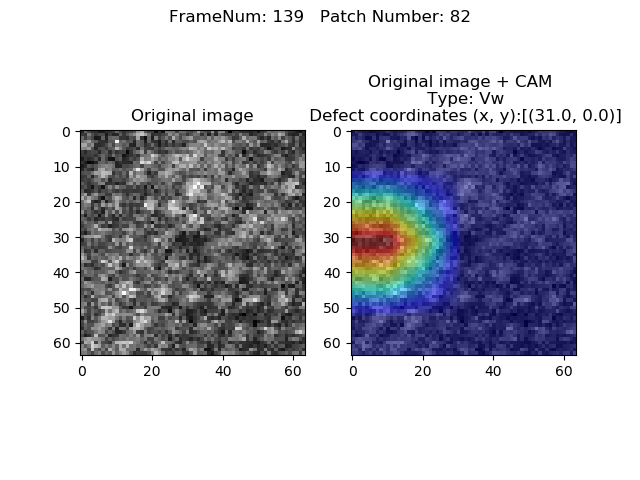 FrameNum: 139   Patch Number: 82
Original image
Original image + CAM
Type: Vw
Defect coordinates (x, y):[(31.0, 0.0)]
0
10
20
30
40
50
60
0 20 40 60
0
10
20
30
40
50
60
0 20 40 60